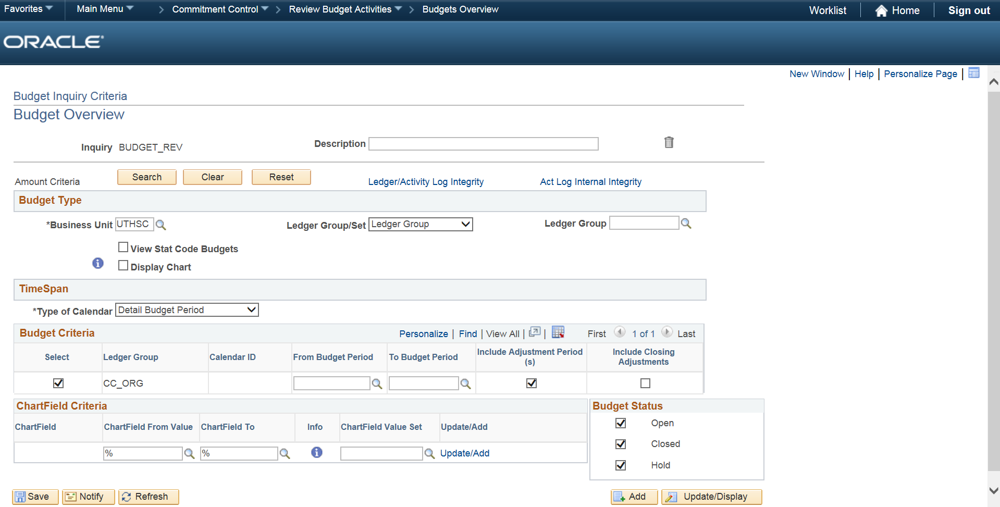 Favorites Main Menu Commitment Control Review Budget Activities Budgets Overview Worklist Home Sign out
ORACLE
New Window | Help | Personalize Page |
Budget Inquiry Criteria
Budget Overview
Inquiry BUDGET_REV Description
Amount Criteria Search Clear Reset Ledger/Activity Log Integrity Act Log Internal Integrity
Budget Type
*Business Unit UTHSC Ledger Group/Set Ledger Group Ledger Group
View Stat Code Budgets
Display Chart
TimeSpan
*Type of Calendar Detail Budget Period
Budget Criteria Personalize | Find | View All | | First 1 of 1 Last
Select Ledger Group Calendar ID From Budget Period To Budget Period Include Adjustment Period
(s) Include Closing
Adjustments
CC_ORG
ChartField Criteria
ChartField ChartField From Value ChartField To Info ChartField Value Set Update/Add
% % Update/Add
Budget Status
Open
Closed
Hold
Save Notify Refresh Add Update/Display